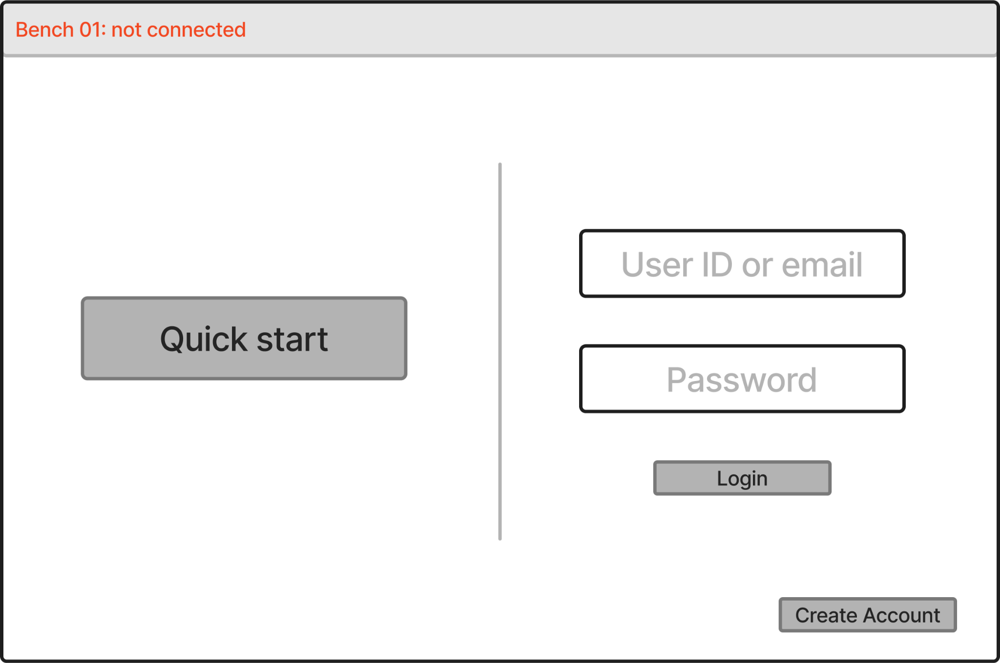 Bench 01: not connected
Quick start
User ID or email
Password
Login
Create Account